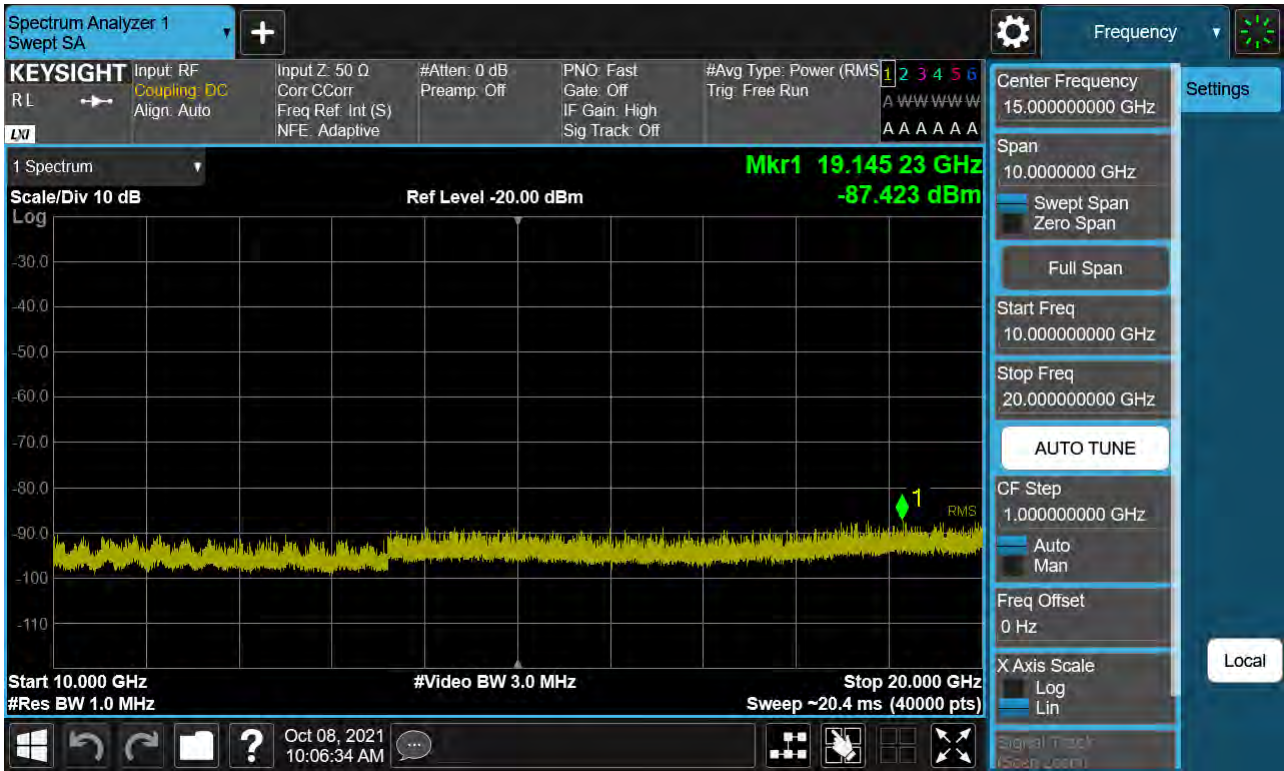 Spectrum Analyzer 1
Swept SA
+
Frequency
KEYSIGHT
RL
LXI
Input: RF
Coupling: DC
Align: Auto
Input Z: 50 Ω
Corr CCorr
Freq Ref: Int (S)
NFE: Adaptive
#Atten: 0 dB
Preamp: Off
PNO: Fast
Gate: Off
IF Gain: High
Sig Track: Off
#Avg Type: Power (RMS
Trig: Free Run
1 2 3 4 5 6
A W W W W W
A A A A A A
1 Spectrum
Mkr1 19.145 23 GHz
-87.423 dBm
Scale/Div 10 dB
Ref Level -20.00 dBm
Log
-30.0
-40.0
-50.0
-60.0
-70.0
-80.0
-90.0
-100
-110
1
RMS
Start 10.000 GHz
#Video BW 3.0 MHz
Stop 20.000 GHz
#Res BW 1.0 MHz
Sweep ~20.4 ms (40000 pts)
Center Frequency
15.000000000 GHz
Settings
Span
10.0000000 GHz
Swept Span
Zero Span
Full Span
Start Freq
10.000000000 GHz
Stop Freq
20.000000000 GHz
AUTO TUNE
CF Step
1.000000000 GHz
Auto
Man
Freq Offset
0 Hz
X Axis Scale
Log
Lin
Signal Track
(Span Zoom)
Local
?
Oct 08, 2021
10:06:34 AM